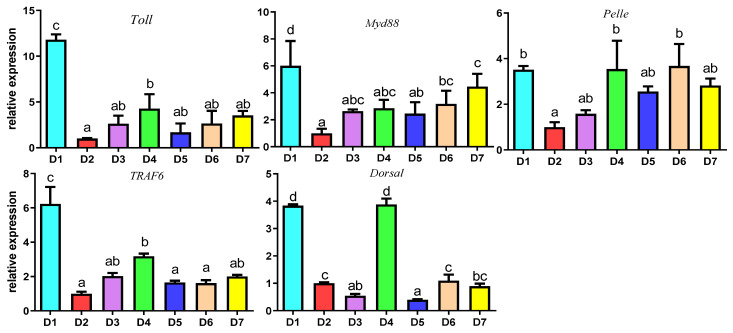 Toll
relative expression
15
10
5
0
c
a
ab
b
ab
ab
ab
D1 D2 D3 D4 D5 D6 D7
Myd88
10
8
6
4
2
0
d
a
abc
abc
ab
bc
c
D1 D2 D3 D4 D5 D6 D7
Pelle
6
4
2
0
b
a
ab
b
ab
b
ab
D1 D2 D3 D4 D5 D6 D7
TRAF6
relative expression
8
6
4
2
0
c
a
ab
b
a
a
ab
D1 D2 D3 D4 D5 D6 D7
Dorsal
5
4
3
2
1
0
d
c
ab
d
a
c
bc
D1 D2 D3 D4 D5 D6 D7